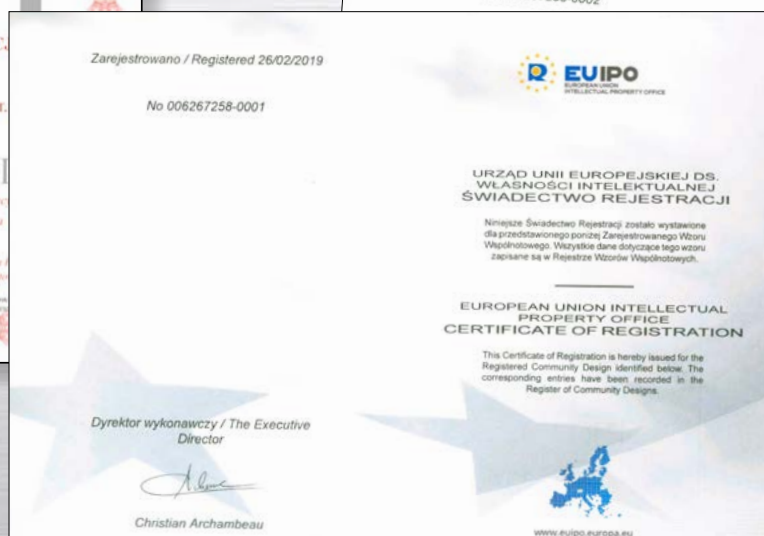 Zarejestrowano / Registered 26/02/2019
No 006267258-0001
Dyrektor wykonawczy / The Executive
Director
Christian Archambeau
EUIPO
EUROPEAN UNION
INTELLECTUAL PROPERTY OFFICE
URZĄD UNII EUROPEJSKIEJ DS.
WŁASNOŚCI INTELEKTUALNEJ
ŚWIADECTWO REJESTRACJI
Niniejsze Świadectwo Rejestracji zostało wystawione
dla przedstawionego poniżej Zarejestrowanego Wzoru
Wspólnotowego. Wszystkie dane dotyczące tego wzoru
zapisane są w Rejestrze Wzorów Wspólnotowych.
EUROPEAN UNION INTELLECTUAL
PROPERTY OFFICE
CERTIFICATE OF REGISTRATION
This Certificate of Registration is hereby issued for the
Registered Community Design identified below. The
corresponding entries have been recorded in the
Register of Community Designs.
www.euipo.europa.eu